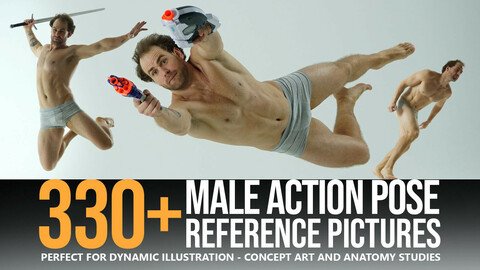 330+ MALE ACTION POSE
REFERENCE PICTURES
PERFECT FOR DYNAMIC ILLUSTRATION - CONCEPT ART AND ANATOMY STUDIES